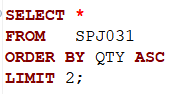 SELECT *
FROM   SPJ031
ORDER BY QTY ASC
LIMIT 2;